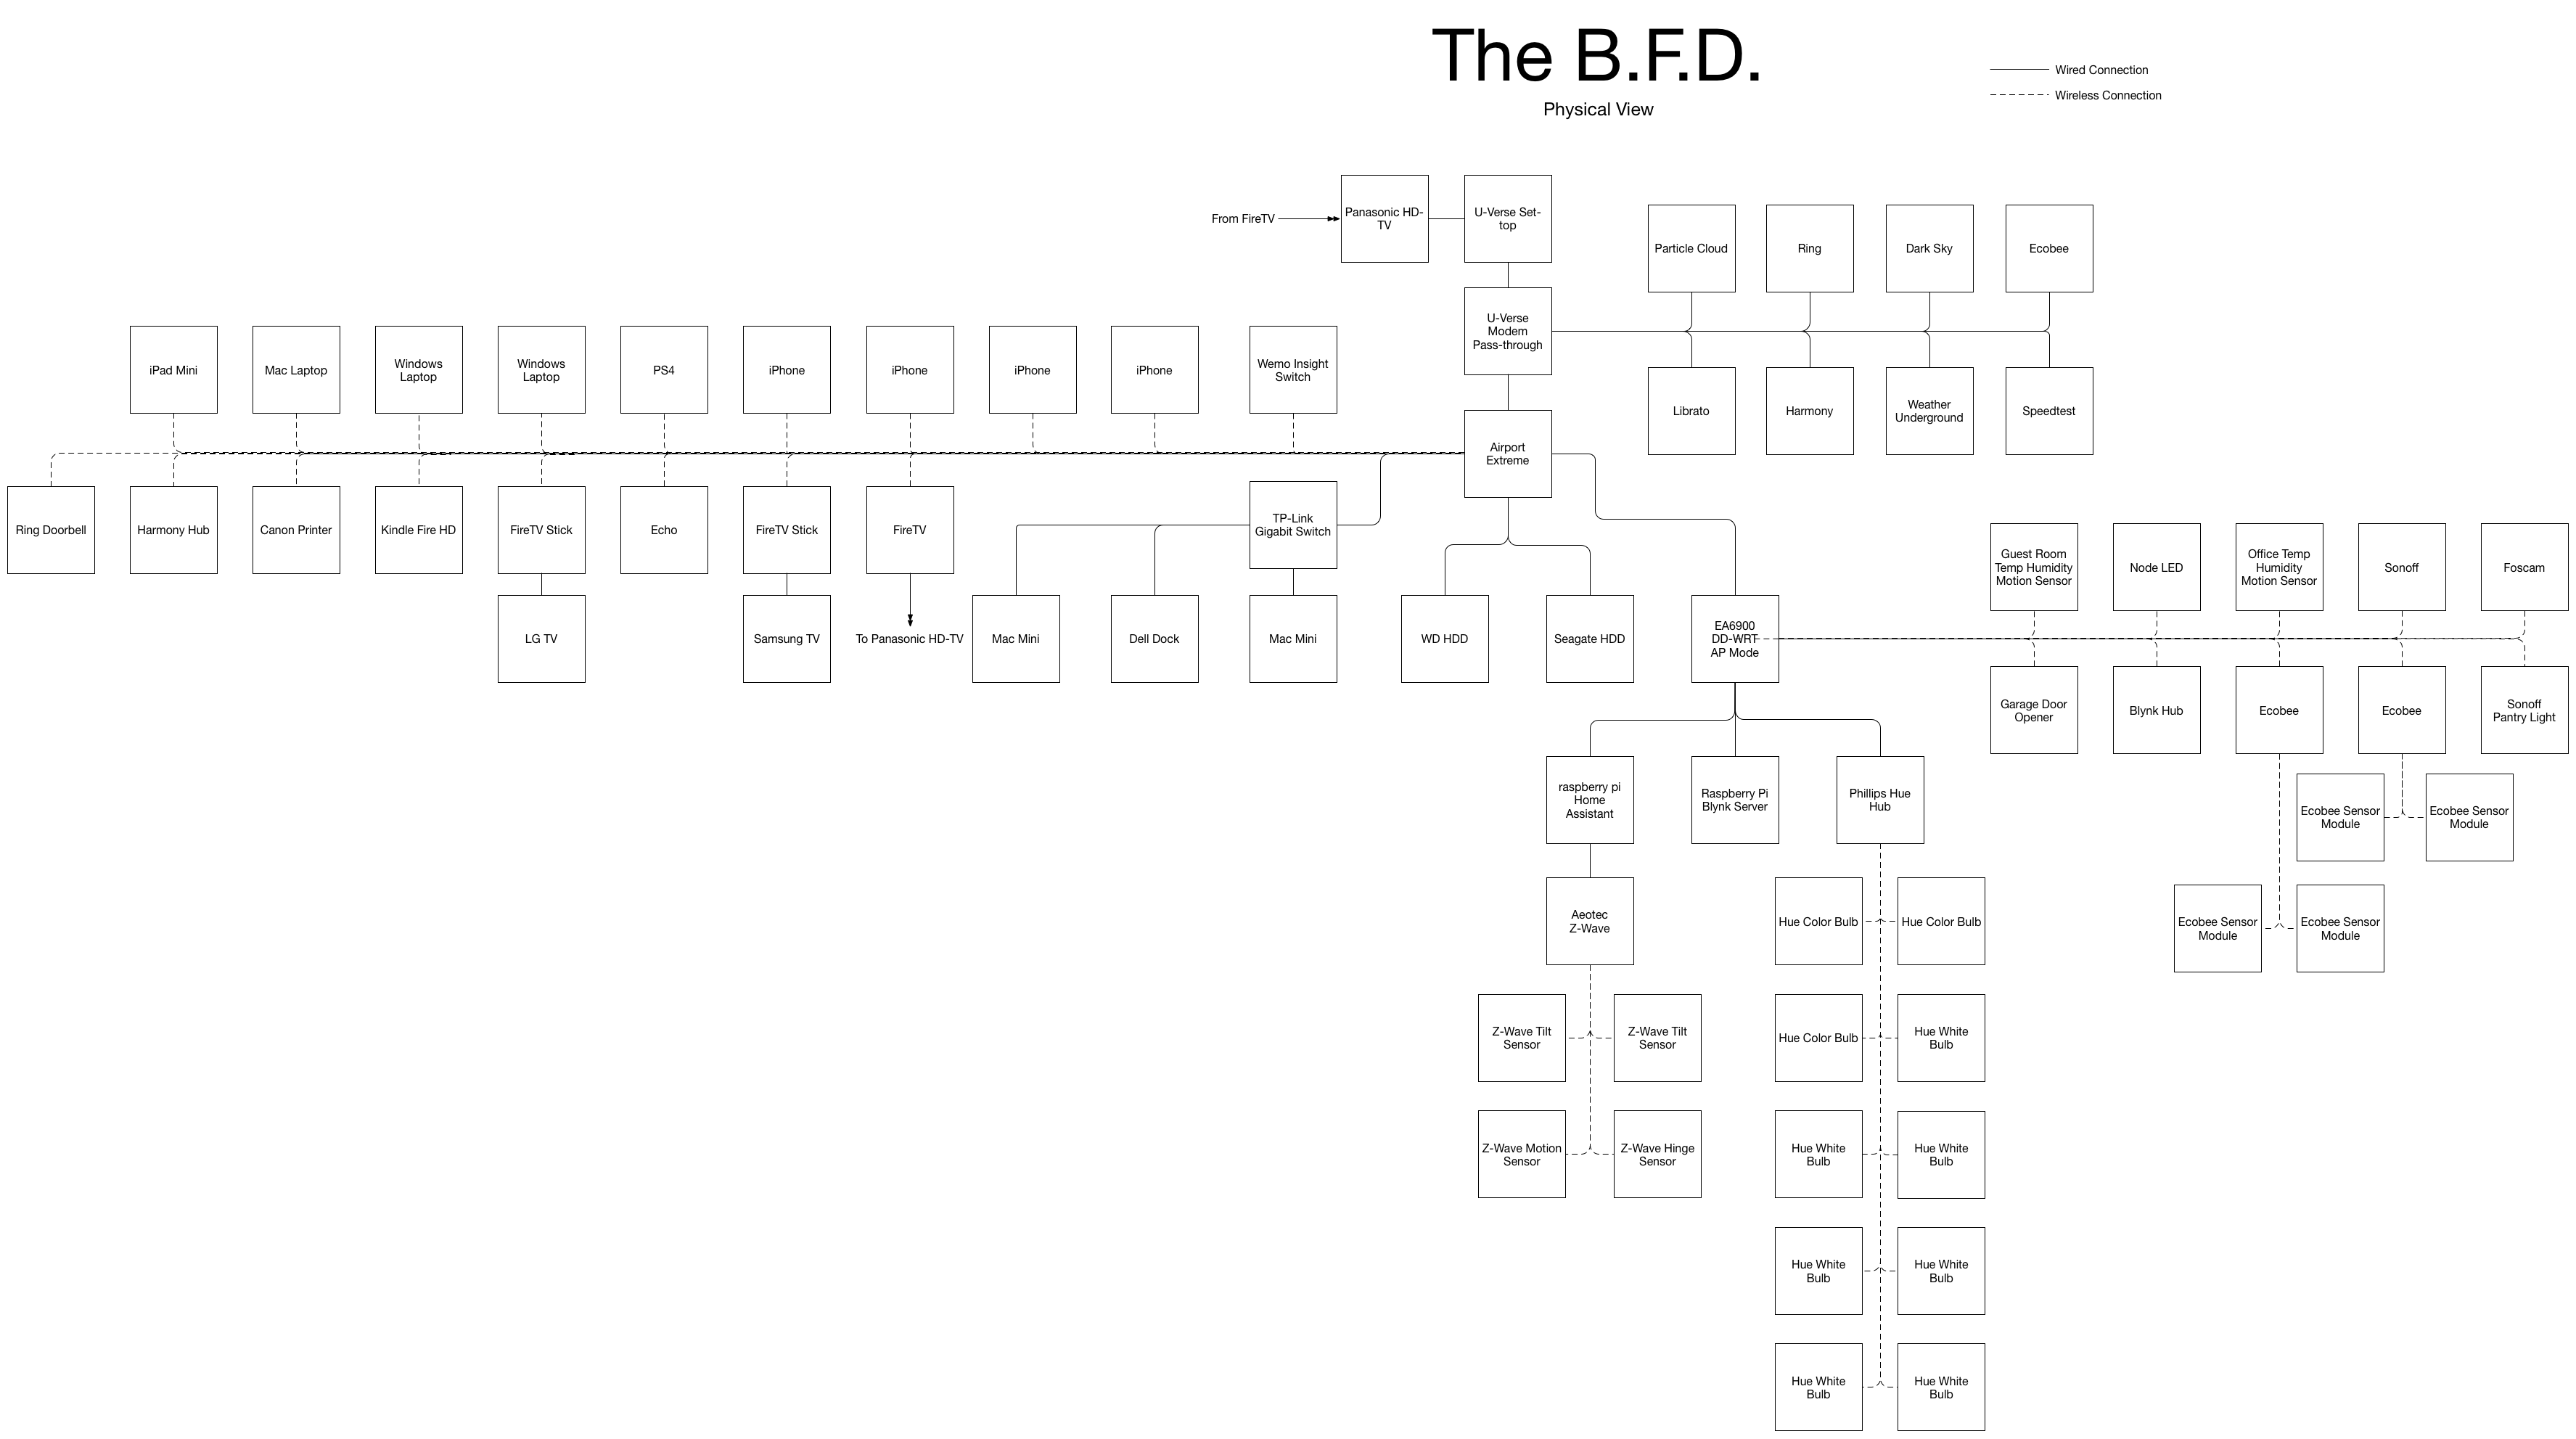 The B.F.D.
Physical View
Wired Connection
Wireless Connection
From FireTV
Panasonic HD-
TV
U-Verse Set-
top
Particle Cloud
Ring
Dark Sky
Ecobee
U-Verse
Modem
Pass-through
iPad Mini
Mac Laptop
Windows
Laptop
Windows
Laptop
PS4
iPhone
iPhone
iPhone
iPhone
Wemo Insight
Switch
Librato
Harmony
Weather
Underground
Speedtest
Airport
Extreme
Ring Doorbell
Harmony Hub
Canon Printer
Kindle Fire HD
FireTV Stick
Echo
FireTV Stick
FireTV
TP-Link
Gigabit Switch
Guest Room
Temp Humidity
Motion Sensor
Node LED
Office Temp
Humidity
Motion Sensor
Sonoff
Foscam
LG TV
Samsung TV
To Panasonic HD-TV
Mac Mini
Dell Dock
Mac Mini
WD HDD
Seagate HDD
EA6900
DD-WRT
AP Mode
Garage Door
Opener
Blynk Hub
Ecobee
Ecobee
Sonoff
Pantry Light
raspberry pi
Home
Assistant
Raspberry Pi
Blynk Server
Phillips Hue
Hub
Ecobee Sensor
Module
Ecobee Sensor
Module
Aeotec
Z-Wave
Hue Color Bulb
Hue Color Bulb
Ecobee Sensor
Module
Ecobee Sensor
Module
Z-Wave Tilt
Sensor
Z-Wave Tilt
Sensor
Hue Color Bulb
Hue White
Bulb
Z-Wave Motion
Sensor
Z-Wave Hinge
Sensor
Hue White
Bulb
Hue White
Bulb
Hue White
Bulb
Hue White
Bulb
Hue White
Bulb
Hue White
Bulb